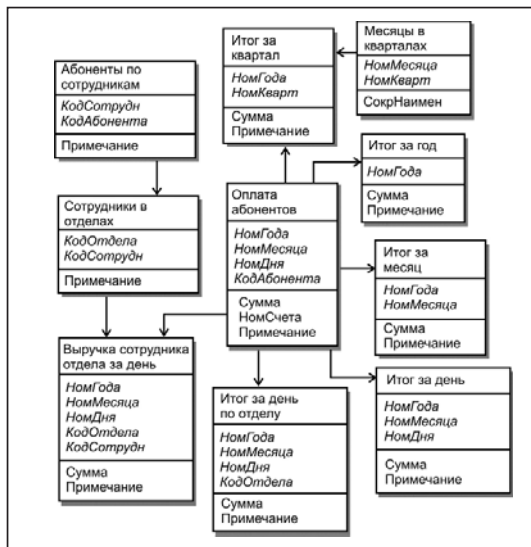 Абоненты по
сотрудникам
КодСотрудн
КодАбонента
Примечание
Итог за
квартал
НомГода
НомКварт
Сумма
Примечание
Месяцы в
кварталах
НомМесяца
НомКварт
СокрНаимен
Итог за год
НомГода
Сумма
Примечание
Сотрудники в
отделах
КодОтдела
КодСотрудн
Примечание
Оплата
абонентов
НомГода
НомМесяца
НомДня
КодАбонента
Сумма
НомСчета
Примечание
Итог за
месяц
НомГода
НомМесяца
Сумма
Примечание
Выручка сотрудника
отдела за день
НомГода
НомМесяца
НомДня
КодОтдела
КодСотрудн
Сумма
Примечание
Итог за день
по отделу
НомГода
НомМесяца
НомДня
КодОтдела
Сумма
Примечание
Итог за день
НомГода
НомМесяца
НомДня
Сумма
Примечание